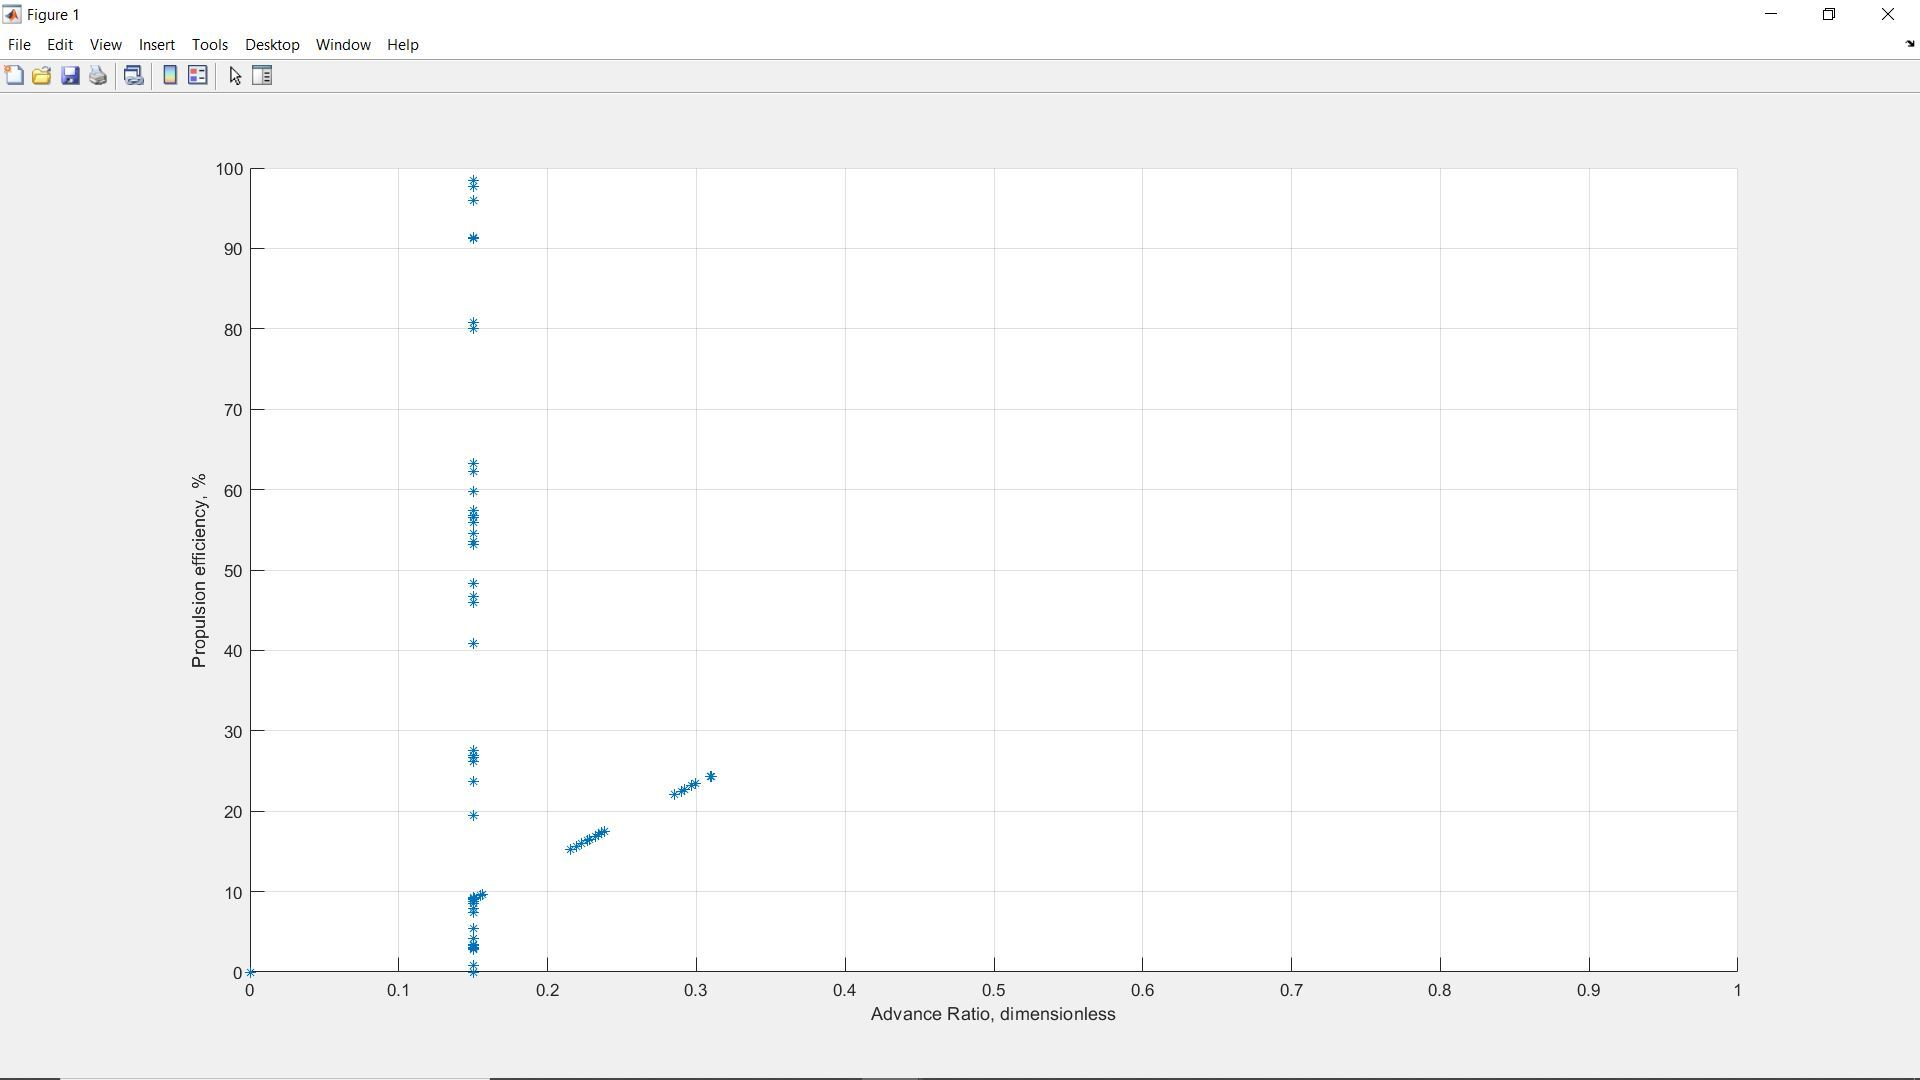 Figure 1
File Edit View Insert Tools Desktop Window Help
100
90
80
70
60
50
40
30
20
10
0
Propulsion efficiency, %
0 0.1 0.2 0.3 0.4 0.5 0.6 0.7 0.8 0.9 1
Advance Ratio, dimensionless